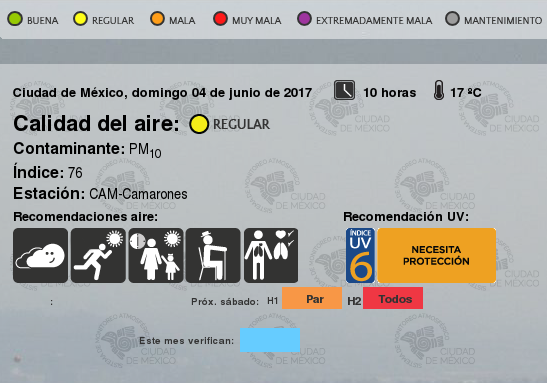 BUENA REGULAR MALA MUY MALA EXTREMADAMENTE MALA MANTENIMIENTO
Ciudad de México, domingo 04 de junio de 2017 10 horas 17 ºC
Calidad del aire: REGULAR
Contaminante: PM10
Índice: 76
Estación: CAM-Camarones
Recomendaciones aire: Recomendación UV:
ÍNDICE UV 6 NECESITA PROTECCIÓN
: Próx. sábado: H1 Par H2 Todos
Este mes verifican: